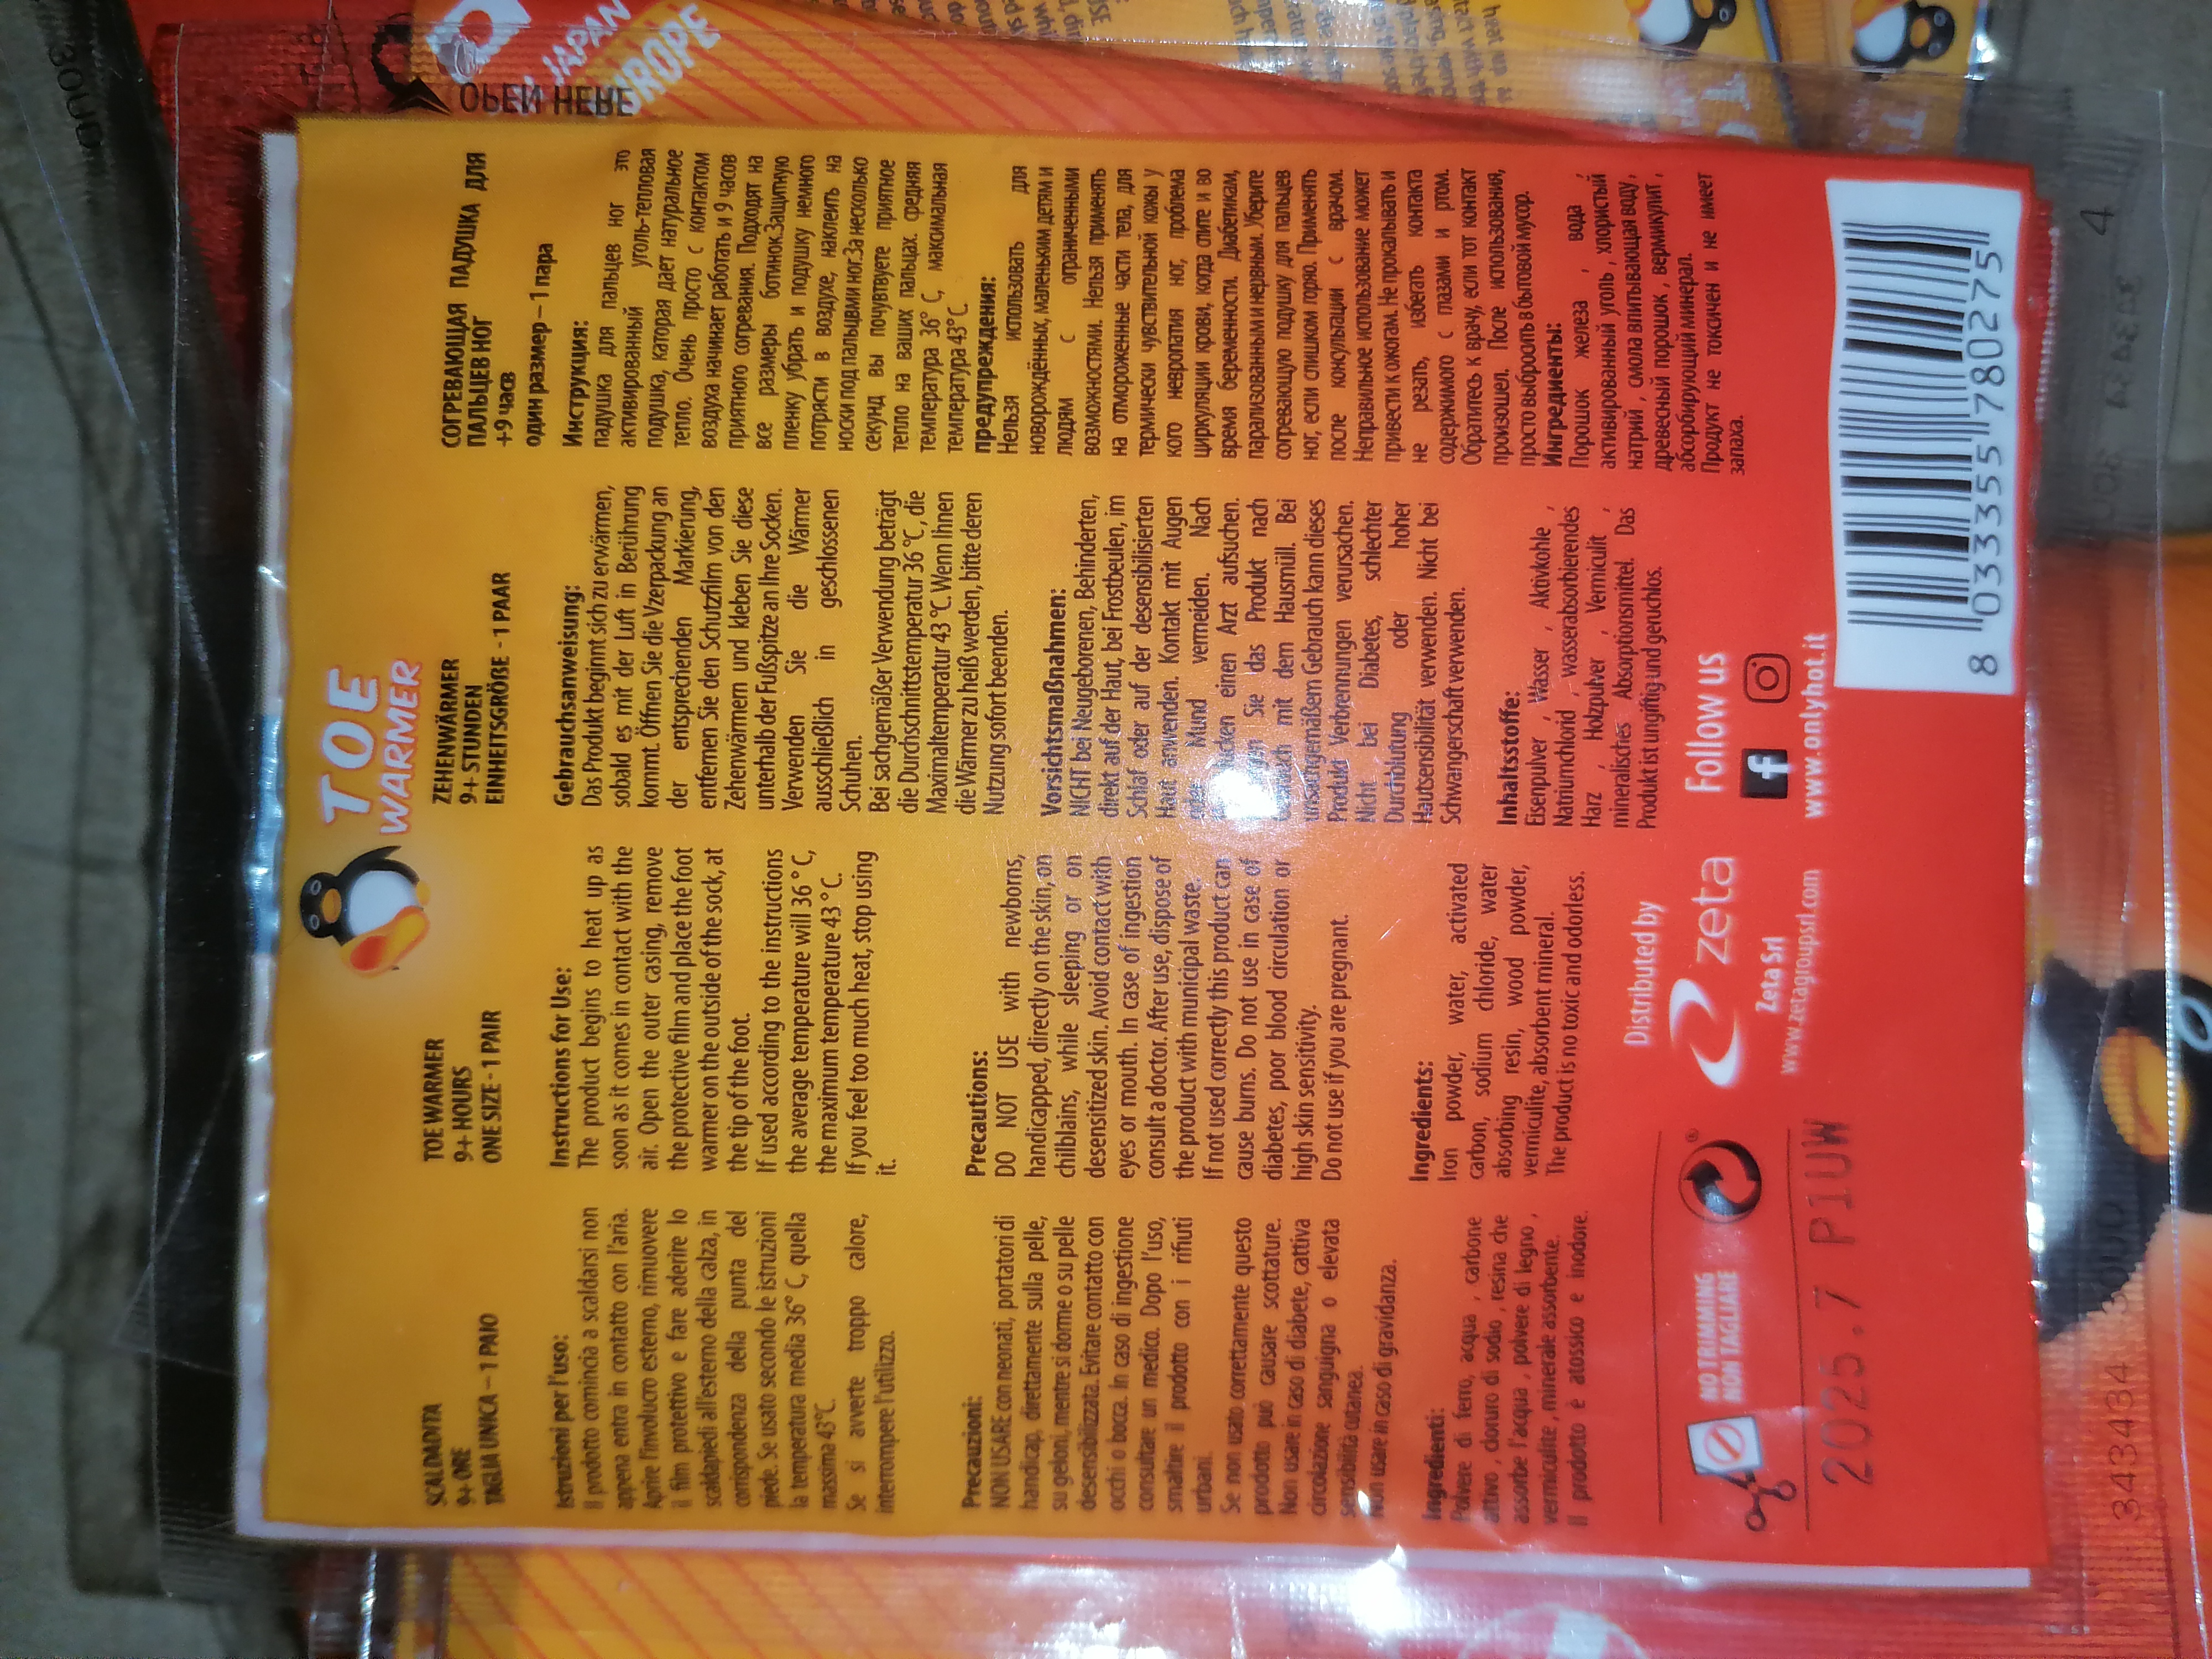 TOE
WARMER
SCALDADITA
9+ ORE
TAGLIA UNICA – 1 PAIO
Istruzioni per l'uso:
Il prodotto comincia a scaldarsi non
appena entra in contatto con l'aria.
Aprire l'involucro esterno, rimuovere
il film protettivo e fare aderire lo
scaldapiedi all'esterno della calza, in
corrispondenza della punta del
piede. Se usato secondo le istruzioni
la temperatura media 36° C, quella
massima 43°C.
Se si avverte troppo calore,
interrompere l'utilizzo.
Precauzioni:
NON USARE con neonati, portatori di
handicap, direttamente sulla pelle,
su geloni, mentre si dorme o su pelle
desensibilizzata. Evitare contatto con
occhi o bocca. In caso di ingestione
consultare un medico. Dopo l'uso,
smaltire il prodotto con i rifiuti
urbani.
Se non usato correttamente questo
prodotto può causare scottature.
Non usare in caso di diabete, cattiva
circolazione sanguigna o elevata
sensibilità cutanea.
Non usare in caso di gravidanza.
Ingredienti:
Polvere di ferro, acqua , carbone
attivo , cloruro di sodio , resina che
assorbe l'acqua , polvere di legno ,
vermiculite , minerale assorbente.
Il prodotto è atossico e inodore.
TOE WARMER
9+ HOURS
ONE SIZE - 1 PAIR
Instructions for Use:
The product begins to heat up as
soon as it comes in contact with the
air. Open the outer casing, remove
the protective film and place the foot
warmer on the outside of the sock, at
the tip of the foot.
If used according to the instructions
the average temperature will 36 ° C,
the maximum temperature 43 ° C.
If you feel too much heat, stop using
it.
Precautions:
DO NOT USE with newborns,
handicapped, directly on the skin, on
chilblains, while sleeping or on
desensitized skin. Avoid contact with
eyes or mouth. In case of ingestion
consult a doctor. After use, dispose of
the product with municipal waste.
If not used correctly this product can
cause burns. Do not use in case of
diabetes, poor blood circulation or
high skin sensitivity.
Do not use if you are pregnant.
Ingredients:
Iron powder, water, activated
carbon, sodium chloride, water
absorbing resin, wood powder,
vermiculite, absorbent mineral.
The product is no toxic and odorless.
ZEHENWÄRMER
9+ STUNDEN
EINHEITSGRÖßE - 1 PAAR
Gebrauchsanweisung:
Das Produkt beginnt sich zu erwärmen,
sobald es mit der Luft in Berührung
kommt. Öffnen Sie die Vzerpackung an
der entsprechenden Markierung,
entfernen Sie den Schutzfilm von den
Zehenwärmern und kleben Sie diese
unterhalb der Fußspitze an Ihre Socken.
Verwenden Sie die Wärmer
ausschließlich in geschlossenen
Schuhen.
Bei sachgemäßer Verwendung beträgt
die Durchschnittstemperatur 36 °C, die
Maximaltemperatur 43 °C. Wenn Ihnen
die Wärmer zu heiß werden, bitte deren
Nutzung sofort beenden.
Vorsichtsmaßnahmen:
NICHT bei Neugeborenen, Behinderten,
direkt auf der Haut, bei Frostbeulen, im
Schlaf oder auf der desensibilisierten
Haut anwenden. Kontakt mit Augen
Mund vermeiden. Nach
einen Arzt aufsuchen.
Sie das Produkt nach
mit dem Hausmüll. Bei
unsachgemäßem Gebrauch kann dieses
Produkt Verbrennungen verursachen.
Nicht bei Diabetes, schlechter
Durchblutung oder hoher
Hautsensibilität verwenden. Nicht bei
Schwangerschaft verwenden.
Inhaltsstoffe:
Eisenpulver , Wasser , Aktivkohle ,
Natriumchlorid , wasserabsorbierendes
Harz , Holzpulver , Vermiculit ,
mineralisches Absorptionsmittel. Das
Produkt ist ungiftig und geruchlos.
СОГРЕВАЮЩАЯ ПАДУШКА ДЛЯ
ПАЛЬЦЕВ НОГ
+9 часв
один размер – 1 пара
Инструкция:
падушка для пальцев ног это
активированный уголь-тепловая
подушка, которая дает натуральное
тепло. Очень просто с контактом
воздуха начинает работать и 9 часов
приятного согревания. Подходят на
все размеры ботинок.Защитную
пленку убрать и подушку немного
потрясти в воздухе, наклеить на
носки под пальцвми ног.За несколько
секунд вы почувствуете приятное
тепло на ваших пальцах. средняя
температура 36° С, максимальная
температура 43°С.
предупреждения:
Нельзя использовать для
новорождённых, маленьким детям и
людям с ограниченными
возможностями. Нельзя применять
на отмороженные части тела, для
термически чувствительной кожы у
кого невропатия ног, проблема
циркуляции крови, когда спите и во
время беременности. Диабетикам,
парализованным и нервным. Уберите
согревающую подушку для пальцев
ног, если слишком горяю. Применять
после консультации с врачом.
Неправильное использование может
привести к ожогам. Не прокалывать и
не резать, избегать контакта
содержимого с глазами и ртом.
Обратитесь к врачу, если тот контакт
произошел. После использования,
просто выбросить в бытовой мусор.
Ингредиенты:
Порошок железа , вода ,
активированный уголь , хлористый
натрий , смола впитывающая воду ,
древесный порошок , вермикулит ,
абсорбирующий минерал.
Продукт не токсичен и не имеет
запаха.
NO TRIMMING
NON TAGLIARE
2025.7 P1UW
Distributed by
zeta
Zeta Srl
www.zetagroupsrl.com
Follow us
www.onlyhot.it
8 033355 780275
OPEN HERE
JAPAN
EUROPE
343434